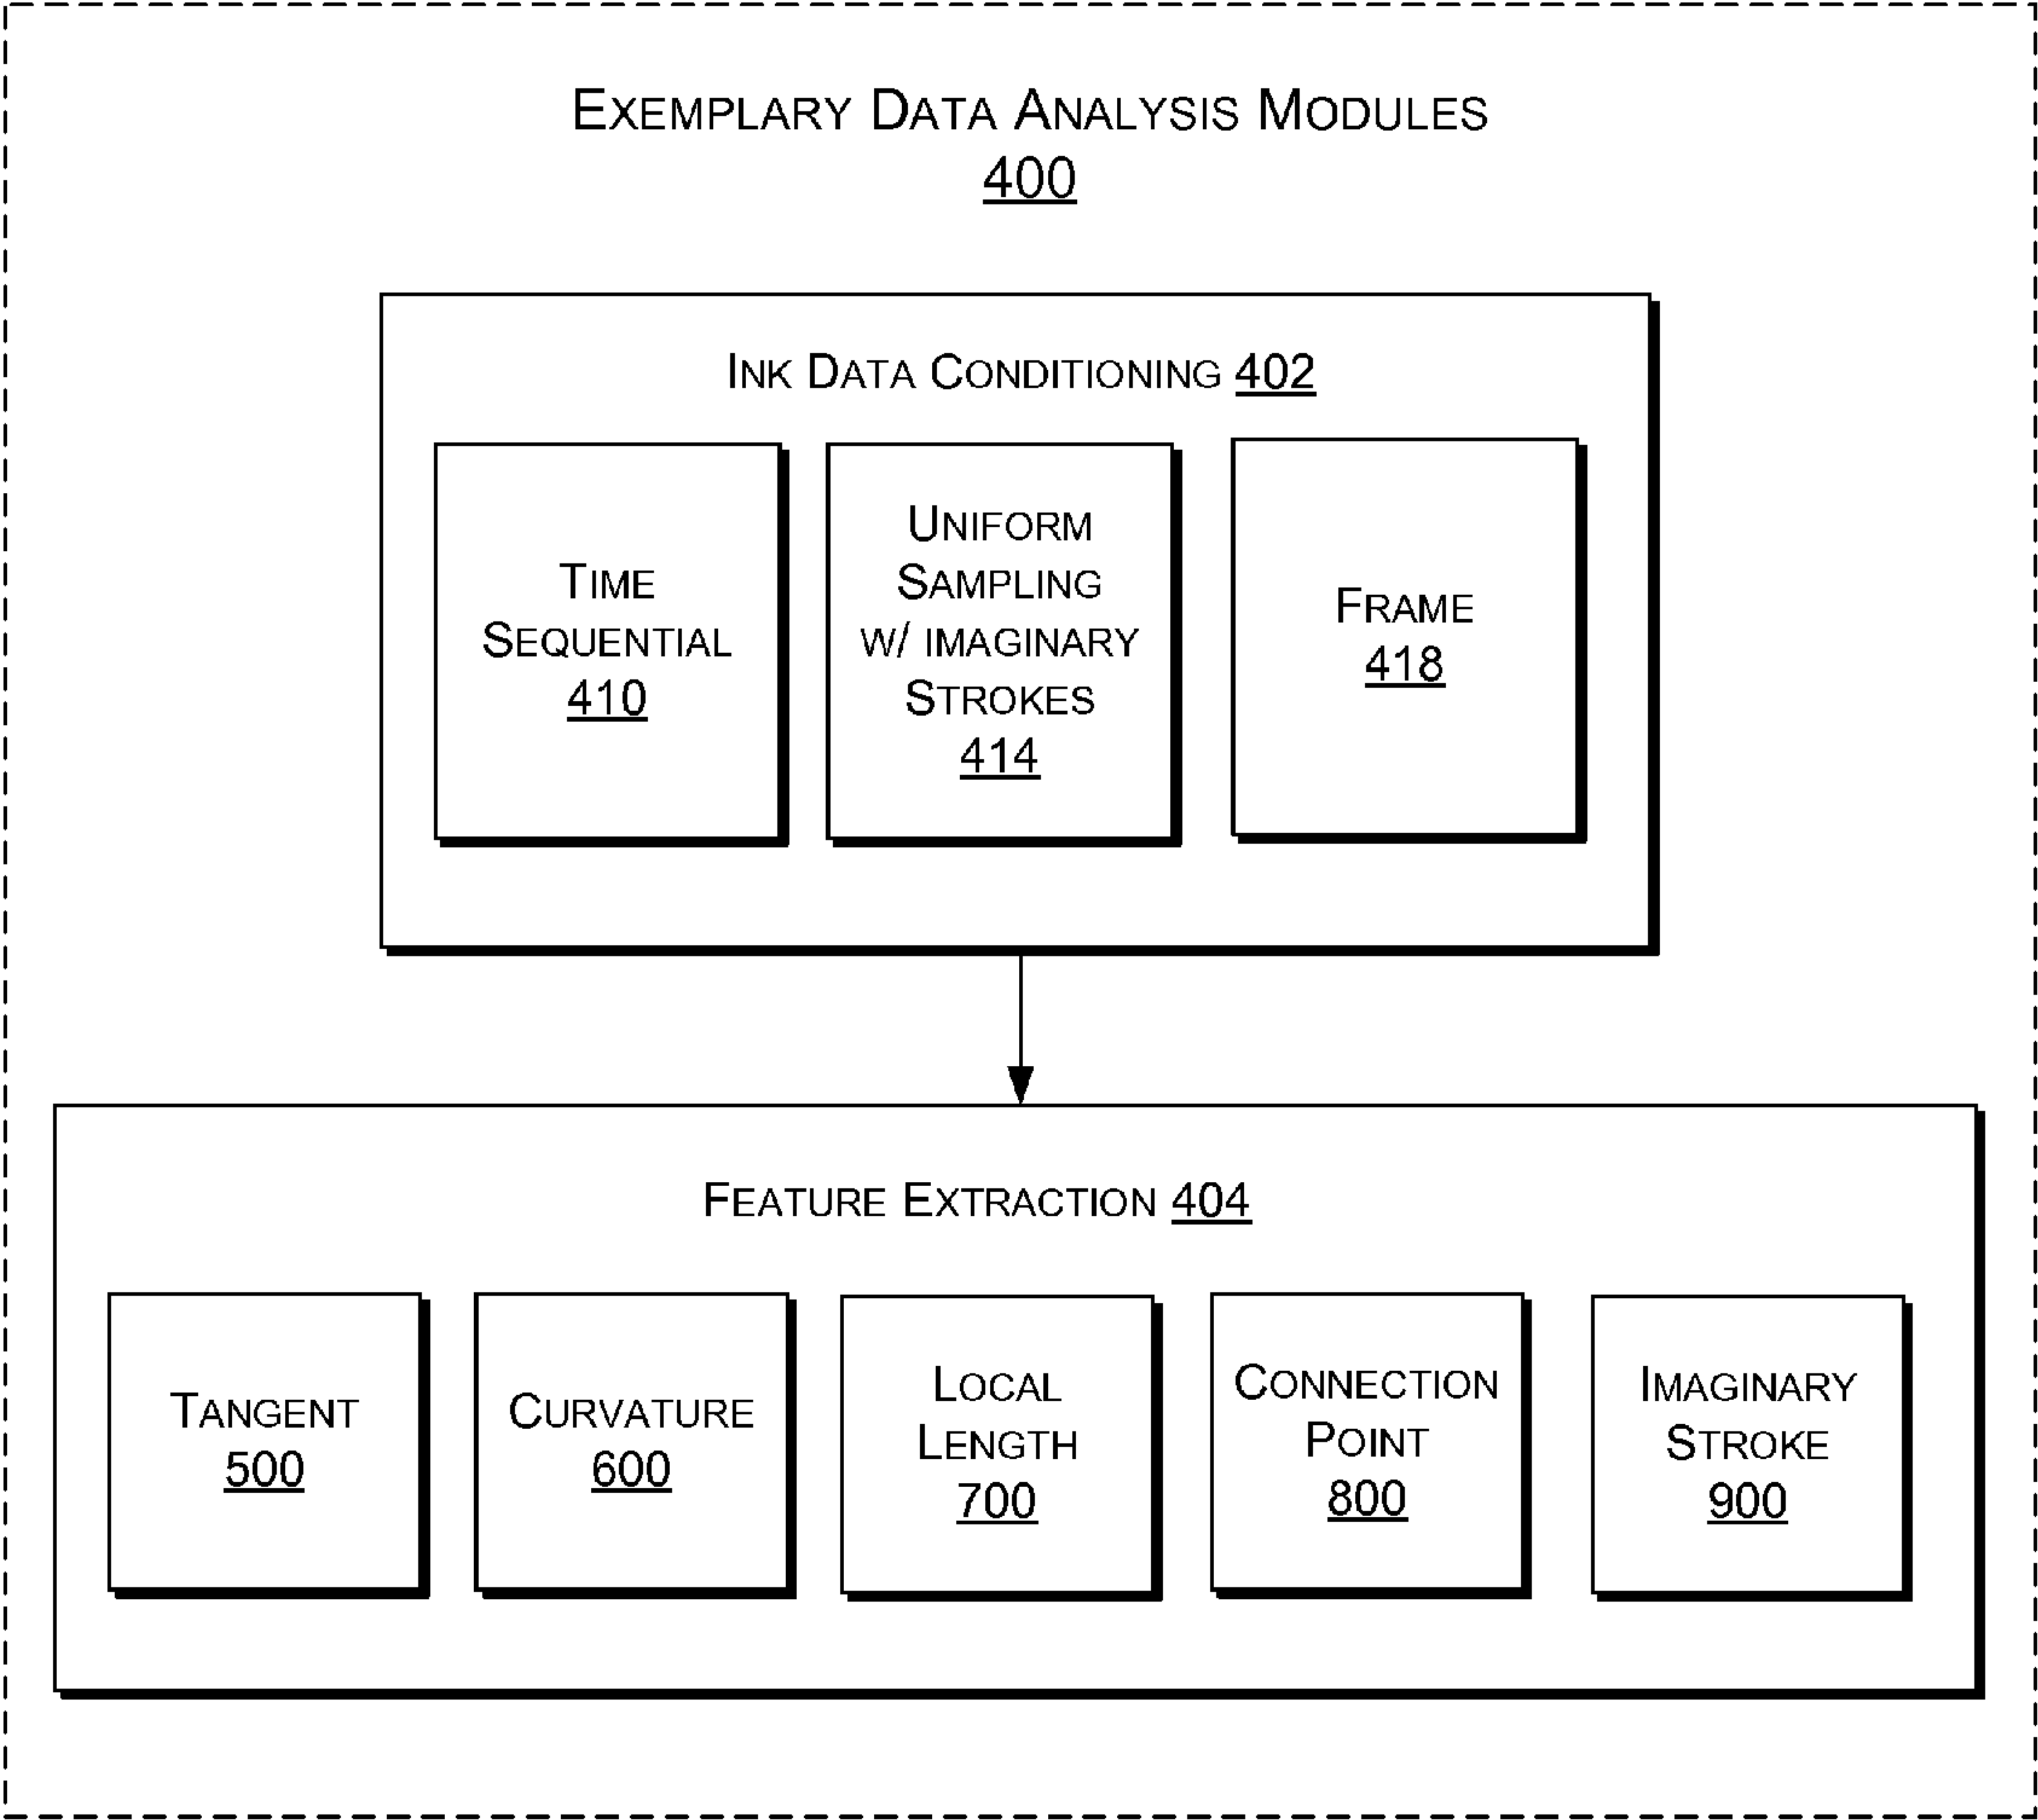 EXEMPLARY DATA ANALYSIS MODULES
400
INK DATA CONDITIONING 402
TIME
SEQUENTIAL
410
UNIFORM
SAMPLING
W/ IMAGINARY
STROKES
414
FRAME
418
FEATURE EXTRACTION 404
TANGENT
500
CURVATURE
600
LOCAL
LENGTH
700
CONNECTION
POINT
800
IMAGINARY
STROKE
900